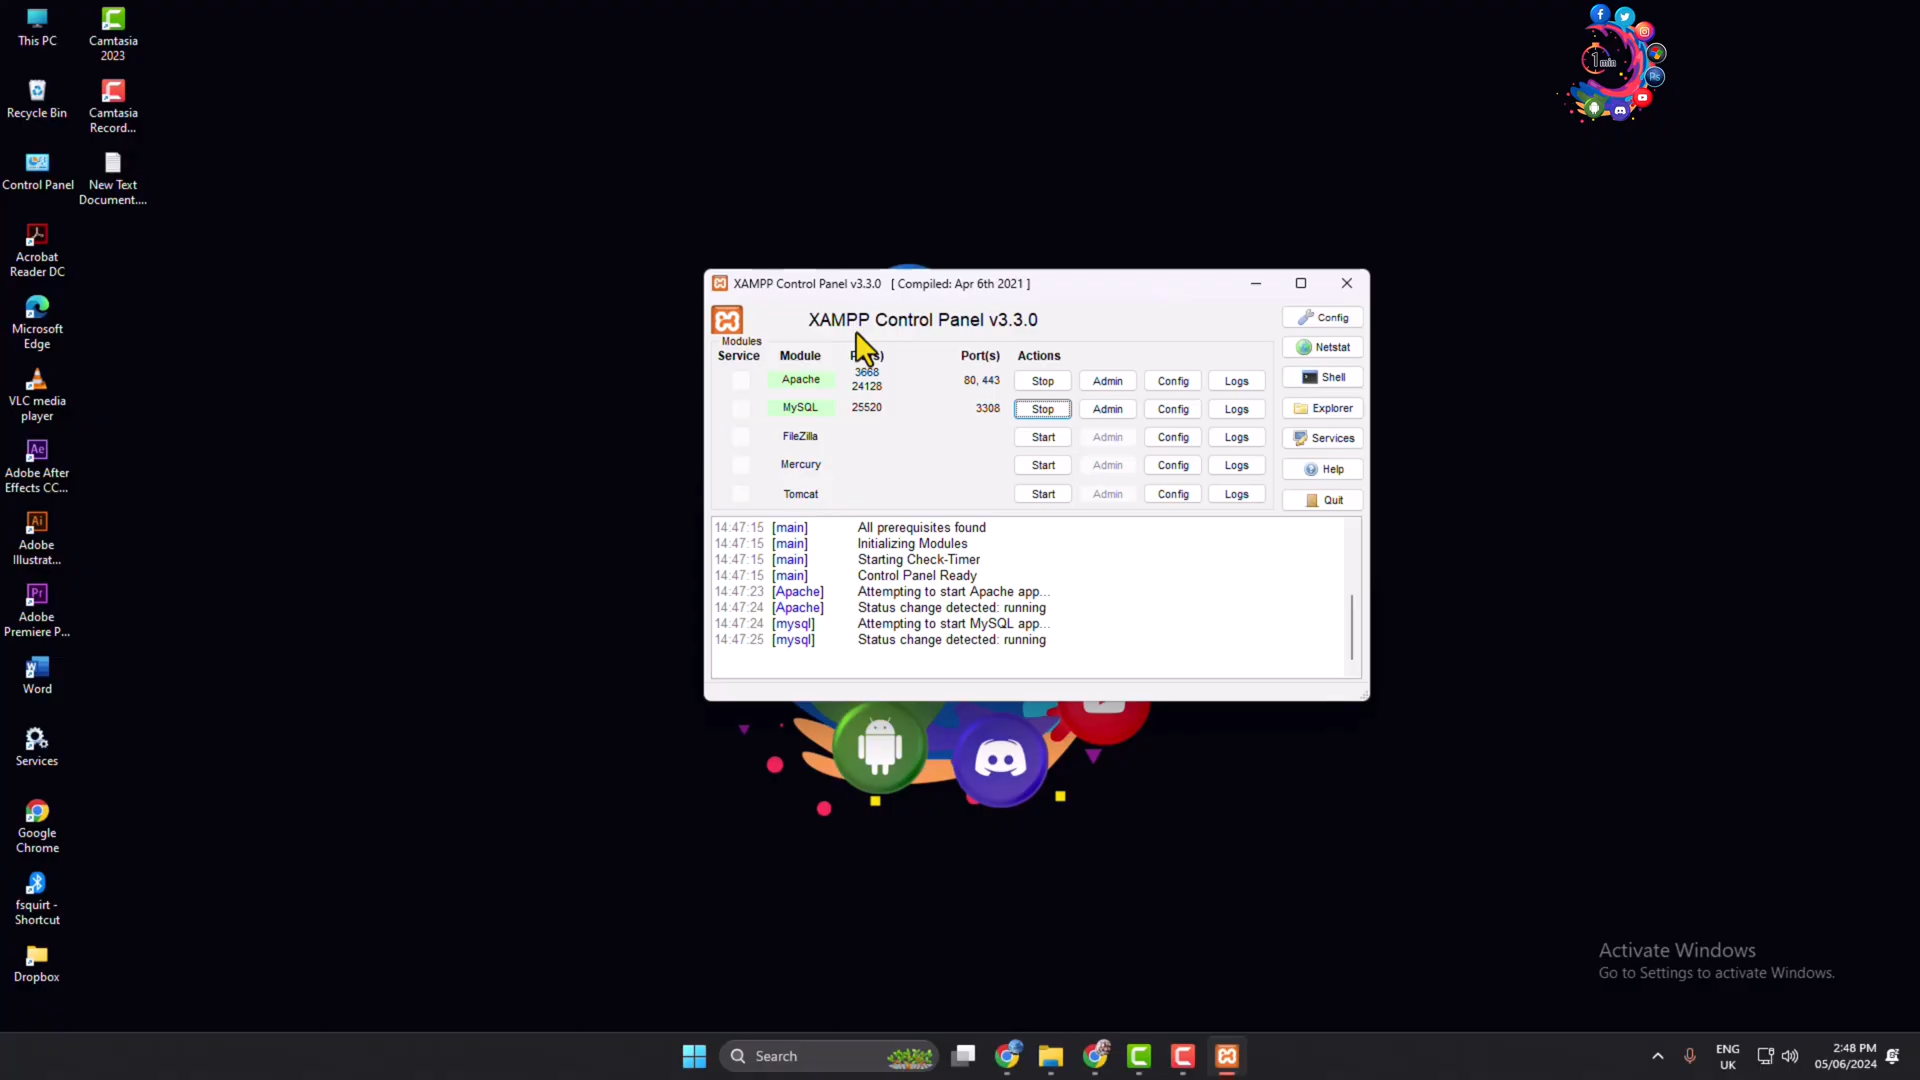 This PC
Camtasia
2023
Recycle Bin
Camtasia
Record...
Control Panel
New Text
Document....
Acrobat
Reader DC
Microsoft
Edge
VLC media
player
Adobe After
Effects CC...
Adobe
Illustrat...
Adobe
Premiere P...
Word
Services
Google
Chrome
fsquirt -
Shortcut
Dropbox
1 min
Ps
XAMPP Control Panel v3.3.0 [ Compiled: Apr 6th 2021 ]
XAMPP Control Panel v3.3.0
Config
Modules
Service Module Port(s) Actions
Netstat
Apache 3668 24128 80, 443 Stop Admin Config Logs
Shell
MySQL 25520 3308 Stop Admin Config Logs
Explorer
FileZilla Start Admin Config Logs
Services
Mercury Start Admin Config Logs
Help
Tomcat Start Admin Config Logs
Quit
14:47:15 [main] All prerequisites found
14:47:15 [main] Initializing Modules
14:47:15 [main] Starting Check-Timer
14:47:15 [main] Control Panel Ready
14:47:23 [Apache] Attempting to start Apache app...
14:47:24 [Apache] Status change detected: running
14:47:24 [mysql] Attempting to start MySQL app...
14:47:25 [mysql] Status change detected: running
Activate Windows
Go to Settings to activate Windows.
Search
ENG
UK
2:48 PM
05/06/2024